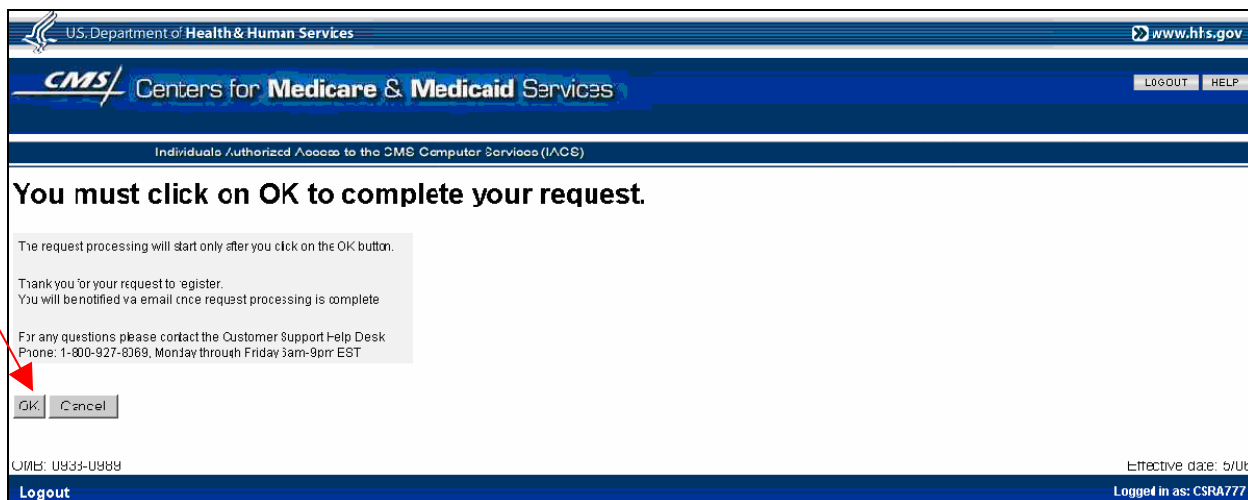 U.S. Department of Health & Human Services
www.hhs.gov
CMS/ Centers for Medicare & Medicaid Services
LOGOUT HELP
Individuals Authorized Access to the CMS Computer Services (IACS)
You must click on OK to complete your request.
The request processing will start only after you click on the OK button.
Thank you for your request to register.
You will be notified via email once request processing is complete
For any questions please contact the Customer Support Help Desk
Phone: 1-800-927-8069, Monday through Friday 6am-9pm EST
OK Cancel
OMB: 0933-0989
Effective date: 5/06
Logout
Logged in as: CSRA777